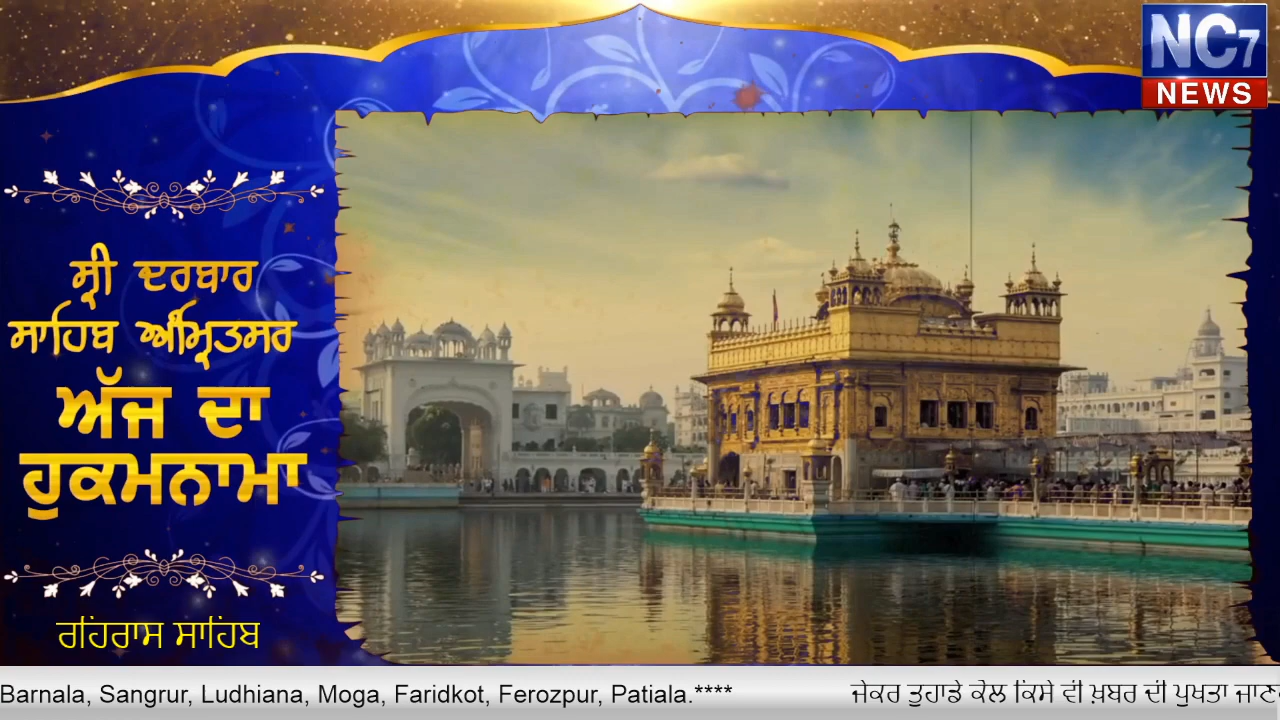 NC7
NEWS
ਸ੍ਰੀ ਦਰਬਾਰ
ਸਾਹਿਬ ਅੰਮ੍ਰਿਤਸਰ
ਅੱਜ ਦਾ
ਹੁਕਮਨਾਮਾ
ਰਹਿਰਾਸ ਸਾਹਿਬ
Barnala, Sangrur, Ludhiana, Moga, Faridkot, Ferozpur, Patiala.**** ਜੇਕਰ ਤੁਹਾਡੇ ਕੋਲ ਕਿਸੇ ਵੀ ਖ਼ਬਰ ਦੀ ਪੁਖਤਾ